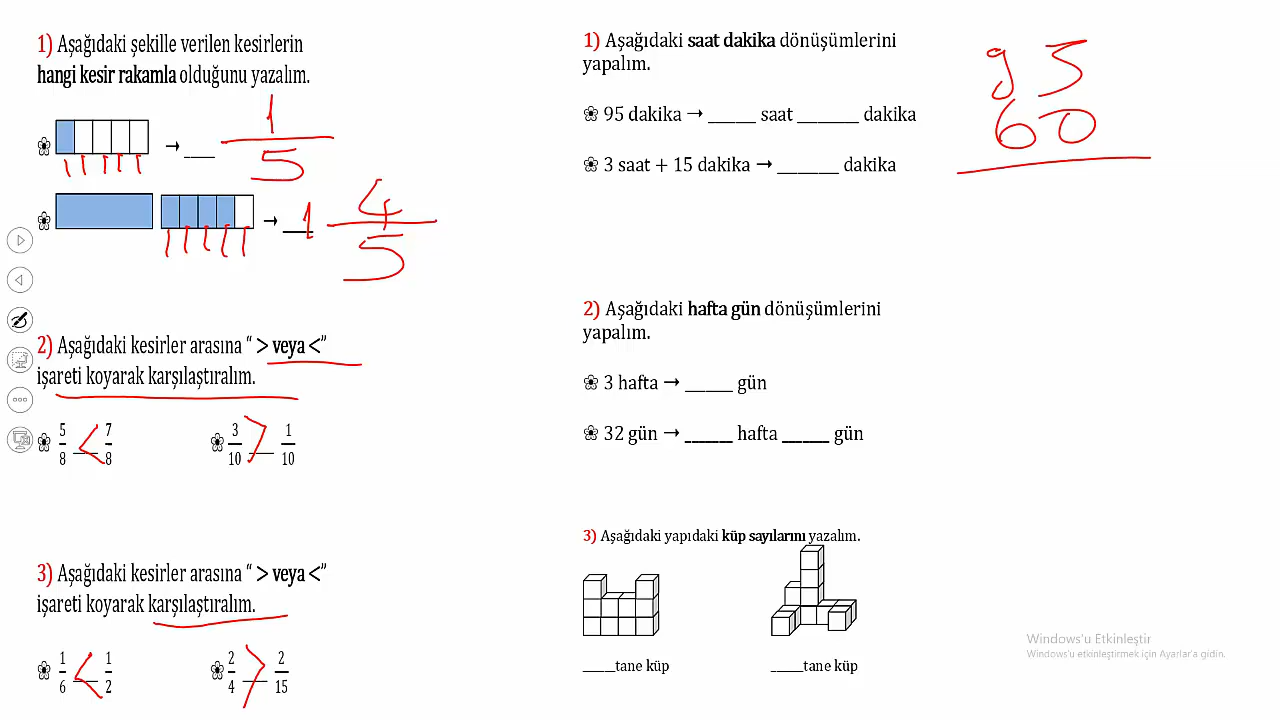 1) Aşağıdaki şekille verilen kesirlerin
hangi kesir rakamla olduğunu yazalım.
→ ____ 1/5
→ ____ 1 4/5
2) Aşağıdaki kesirler arasına “ > veya <”
işareti koyarak karşılaştıralım.
5/8 < 7/8 3/10 > 1/10
3) Aşağıdaki kesirler arasına “ > veya <”
işareti koyarak karşılaştıralım.
1/6 < 1/2 2/4 > 2/15
1) Aşağıdaki saat dakika dönüşümlerini
yapalım.
95 dakika → ______ saat ________ dakika
3 saat + 15 dakika → ________ dakika
95
60
2) Aşağıdaki hafta gün dönüşümlerini
yapalım.
3 hafta → ______ gün
32 gün → ______ hafta ______ gün
3) Aşağıdaki yapıdaki küp sayılarını yazalım.
_____tane küp _____tane küp
Windows'u Etkinleştir
Windows'u etkinleştirmek için Ayarlar'a gidin.